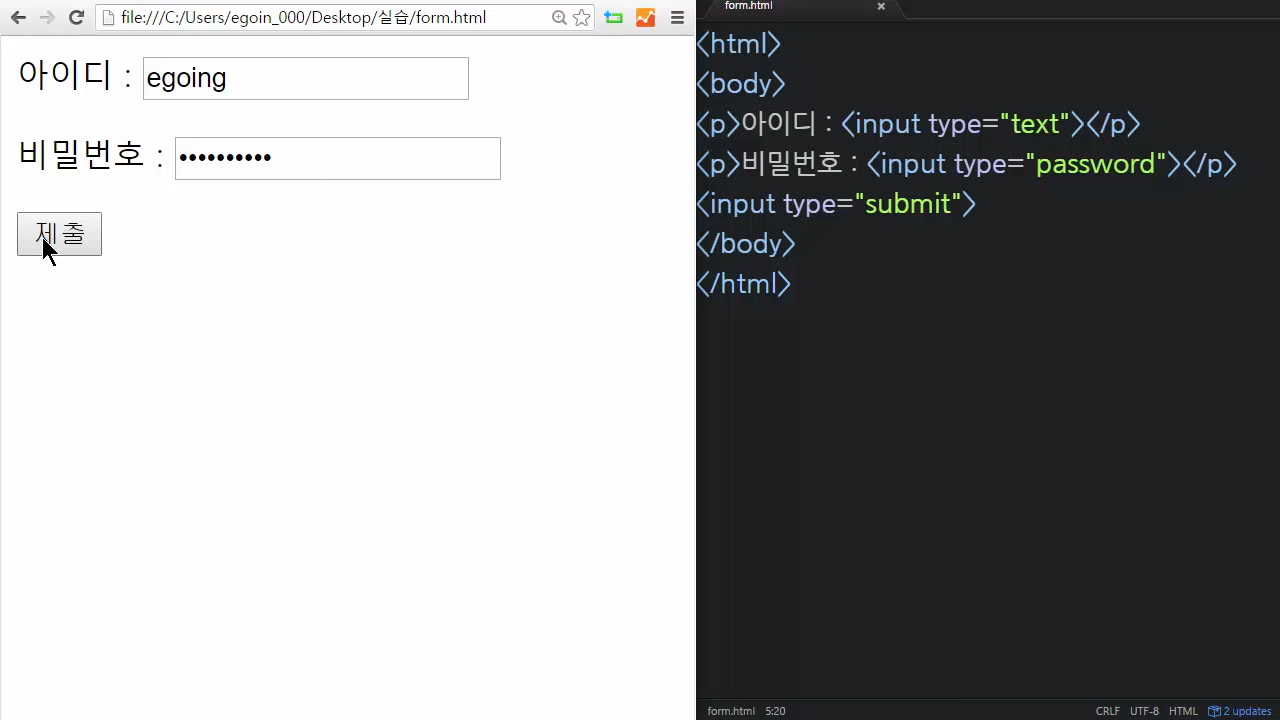 file:///C:/Users/egoin_000/Desktop/실습/form.html
아이디 : egoing
비밀번호 : ••••••••••
제출
form.html
<html>
<body>
<p>아이디 : <input type="text"></p>
<p>비밀번호 : <input type="password"></p>
<input type="submit">
</body>
</html>
form.html 5:20 CRLF UTF-8 HTML 2 updates